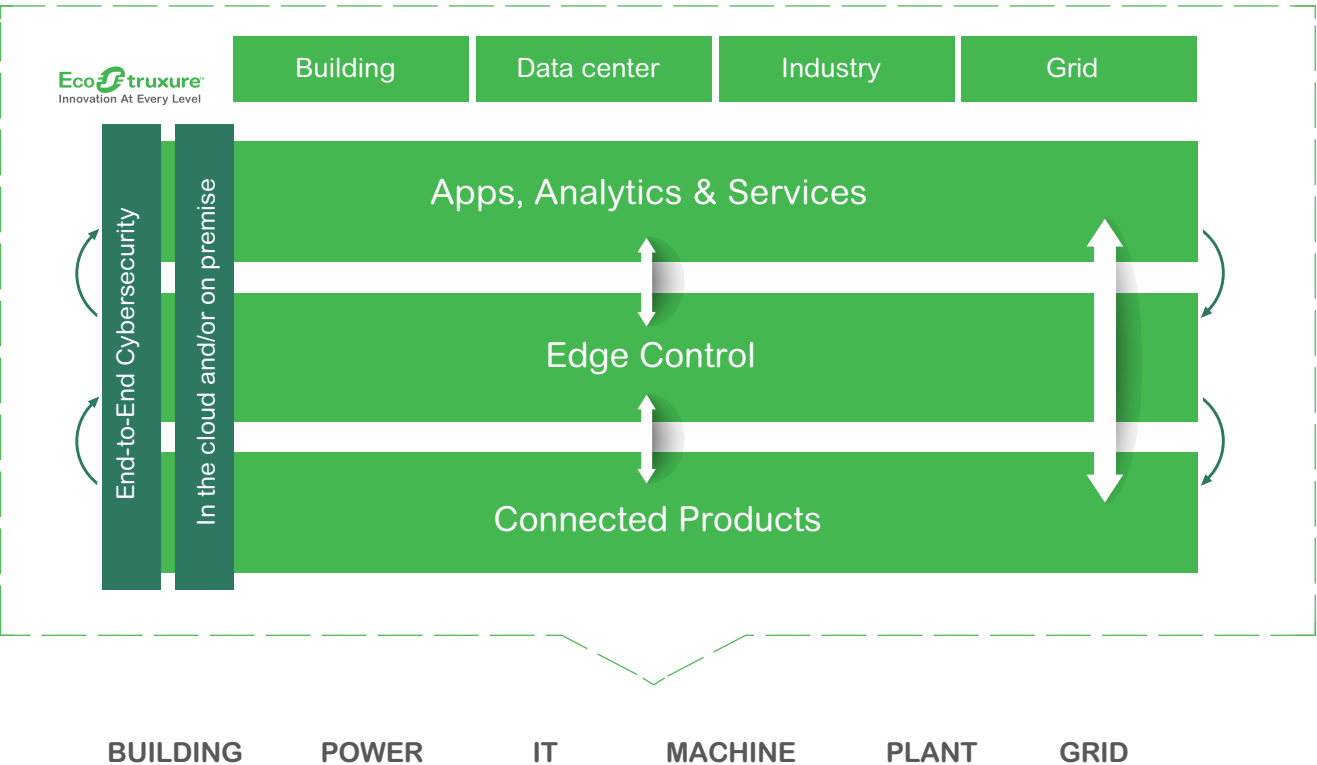 EcoStruxure™
Innovation At Every Level
Building
Data center
Industry
Grid
End-to-End Cybersecurity
In the cloud and/or on premise
Apps, Analytics & Services
Edge Control
Connected Products
BUILDING
POWER
IT
MACHINE
PLANT
GRID